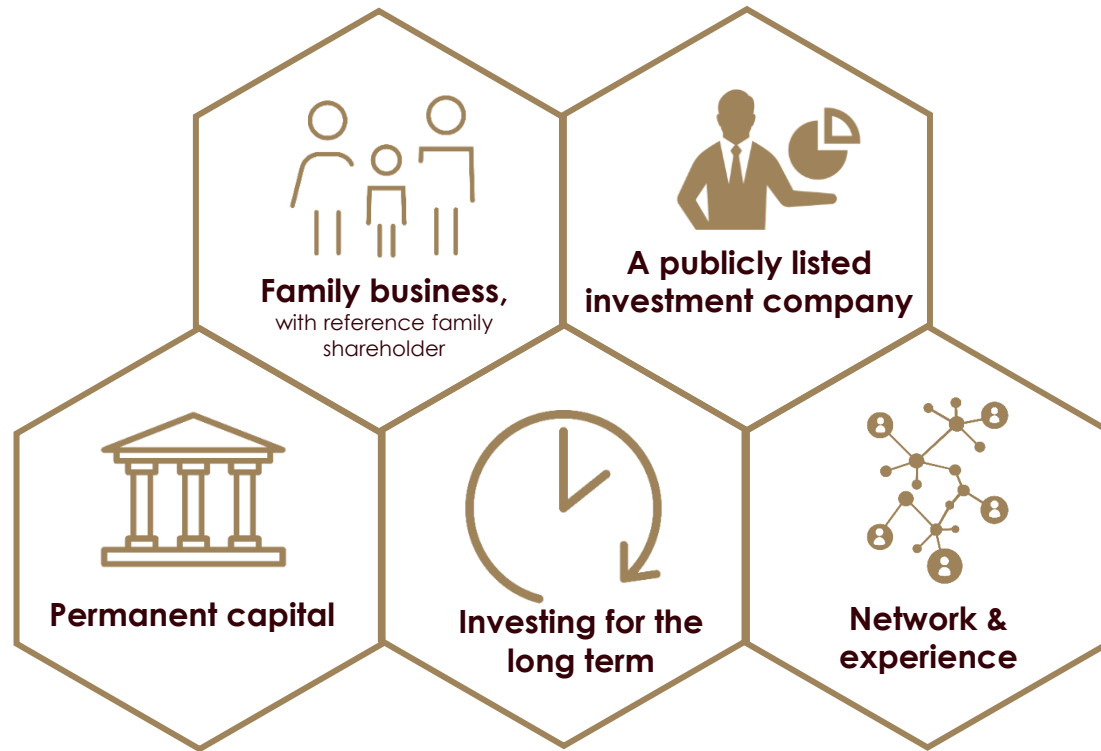 Family business,
with reference family
shareholder
A publicly listed
investment company
Permanent capital
Investing for the
long term
Network &
experience